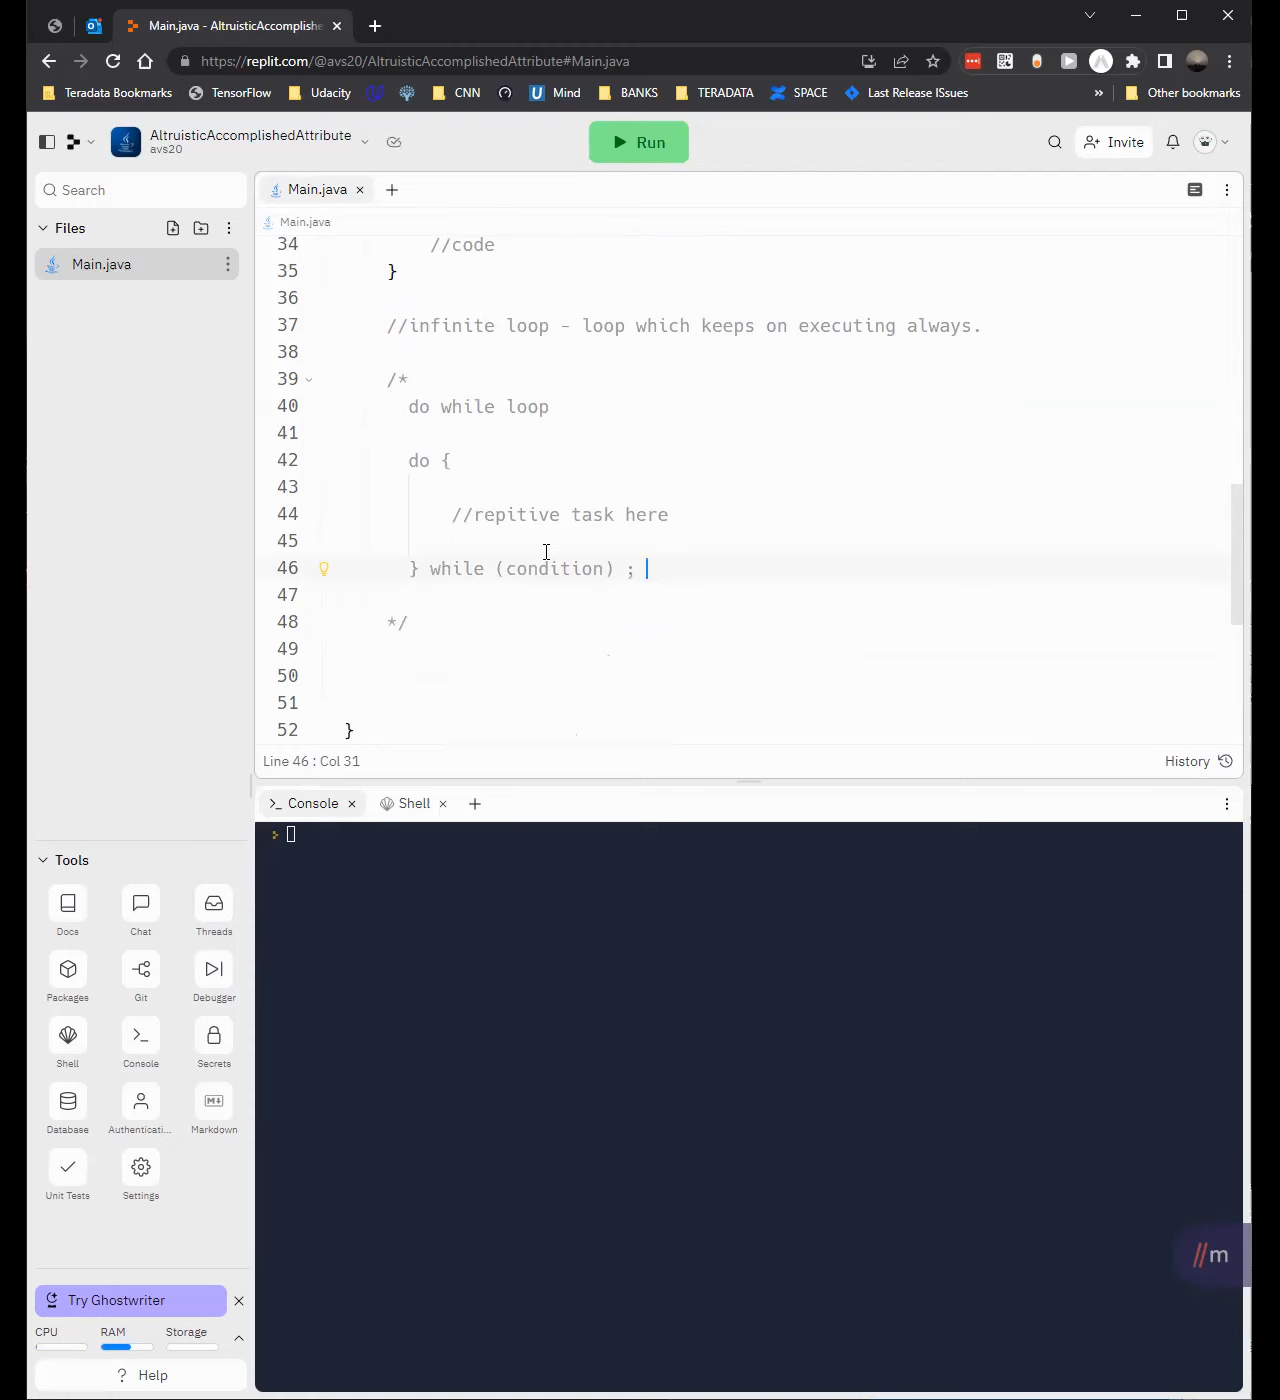 Main.java - AltruisticAccomplishe
https://replit.com/@avs20/AltruisticAccomplishedAttribute#Main.java
Teradata Bookmarks TensorFlow Udacity CNN Mind BANKS TERADATA SPACE Last Release ISsues » Other bookmarks
AltruisticAccomplishedAttribute
avs20
Run
Invite
Search
Main.java
Main.java
Files
Main.java
34 //code
35 }
36
37 //infinite loop - loop which keeps on executing always.
38
39 /*
40 do while loop
41
42 do {
43
44 //repitive task here
45
46 } while (condition) ;
47
48 */
49
50
51
52 }
Line 46 : Col 31
History
Console
Shell
Tools
Docs Chat Threads
Packages Git Debugger
Shell Console Secrets
Database Authenticati... Markdown
Unit Tests Settings
//m
Try Ghostwriter
CPU RAM Storage
? Help